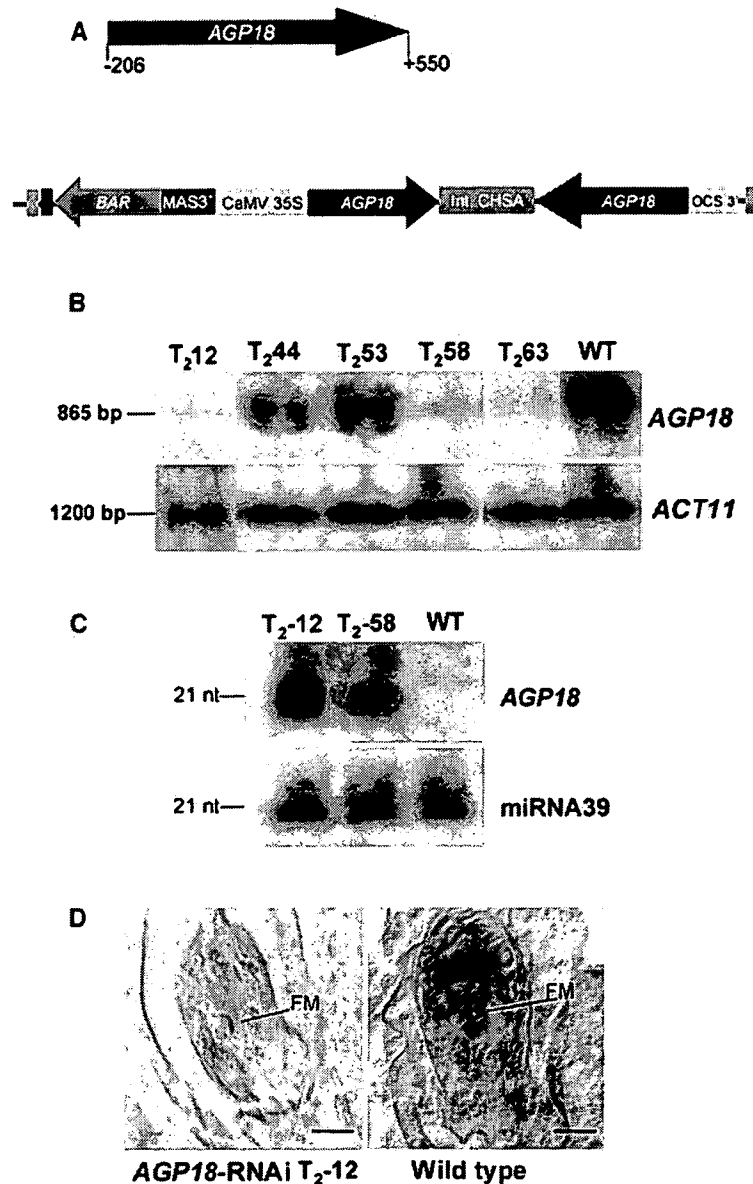 A
AGP18
-206 +550
BAR MAS3' CaMV 35S AGP18 Int. CHSA AGP18 OCS 3'
B
T₂12 T₂44 T₂53 T₂58 T₂63 WT
865 bp AGP18
1200 bp ACT11
C
T₂-12 T₂-58 WT
21 nt AGP18
21 nt miRNA39
D
FM FM
AGP18-RNAi T₂-12 Wild type